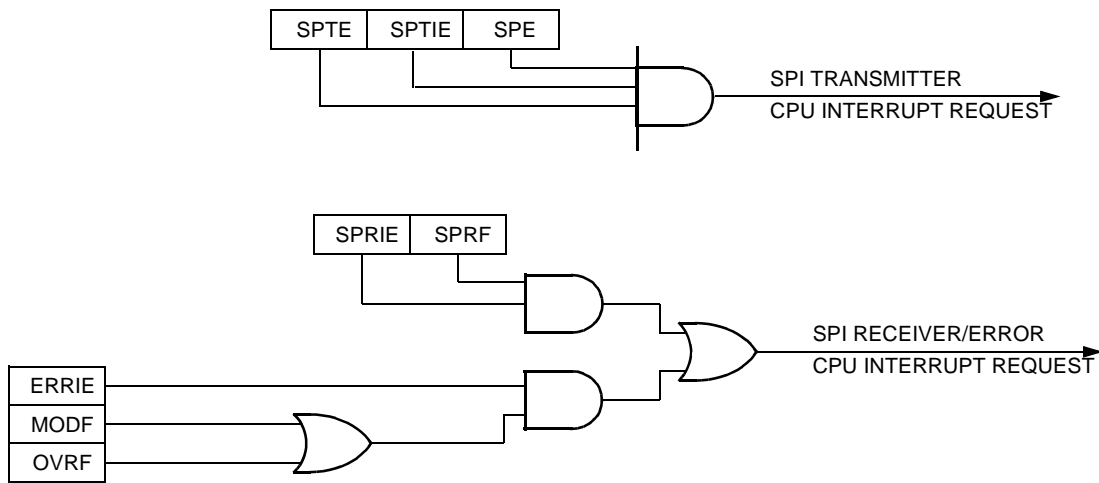 SPTE SPTIE SPE
SPI TRANSMITTER
CPU INTERRUPT REQUEST
SPRIE SPRF
SPI RECEIVER/ERROR
CPU INTERRUPT REQUEST
ERRIE
MODF
OVRF